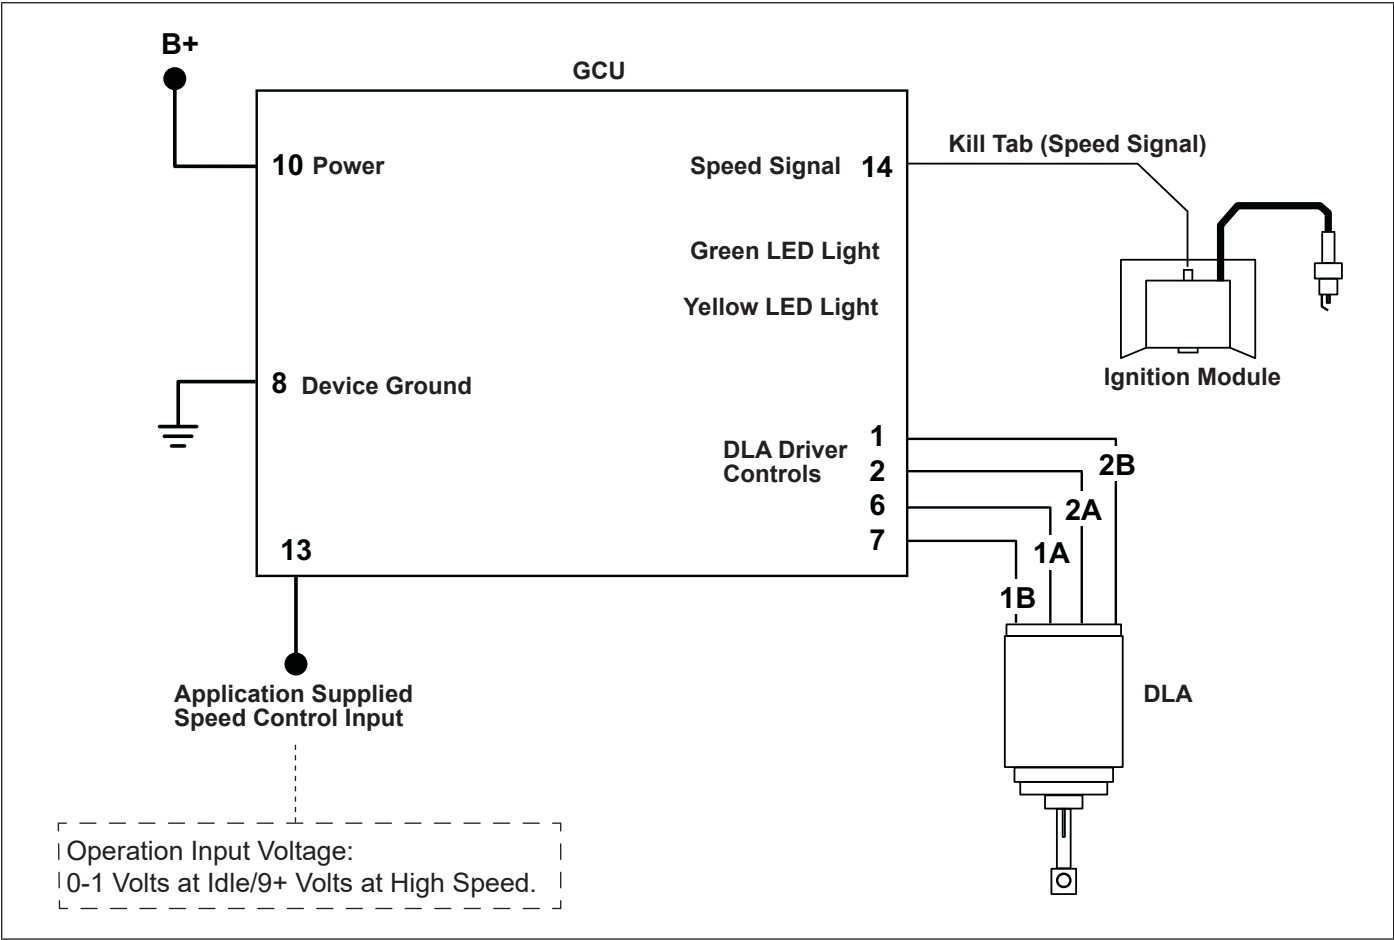 B+
GCU
Kill Tab (Speed Signal)
10 Power
Speed Signal 14
Green LED Light
Yellow LED Light
Ignition Module
8 Device Ground
DLA Driver
Controls
1
2
6
7
2B
2A
1A
1B
13
Application Supplied
Speed Control Input
DLA
Operation Input Voltage:
0-1 Volts at Idle/9+ Volts at High Speed.